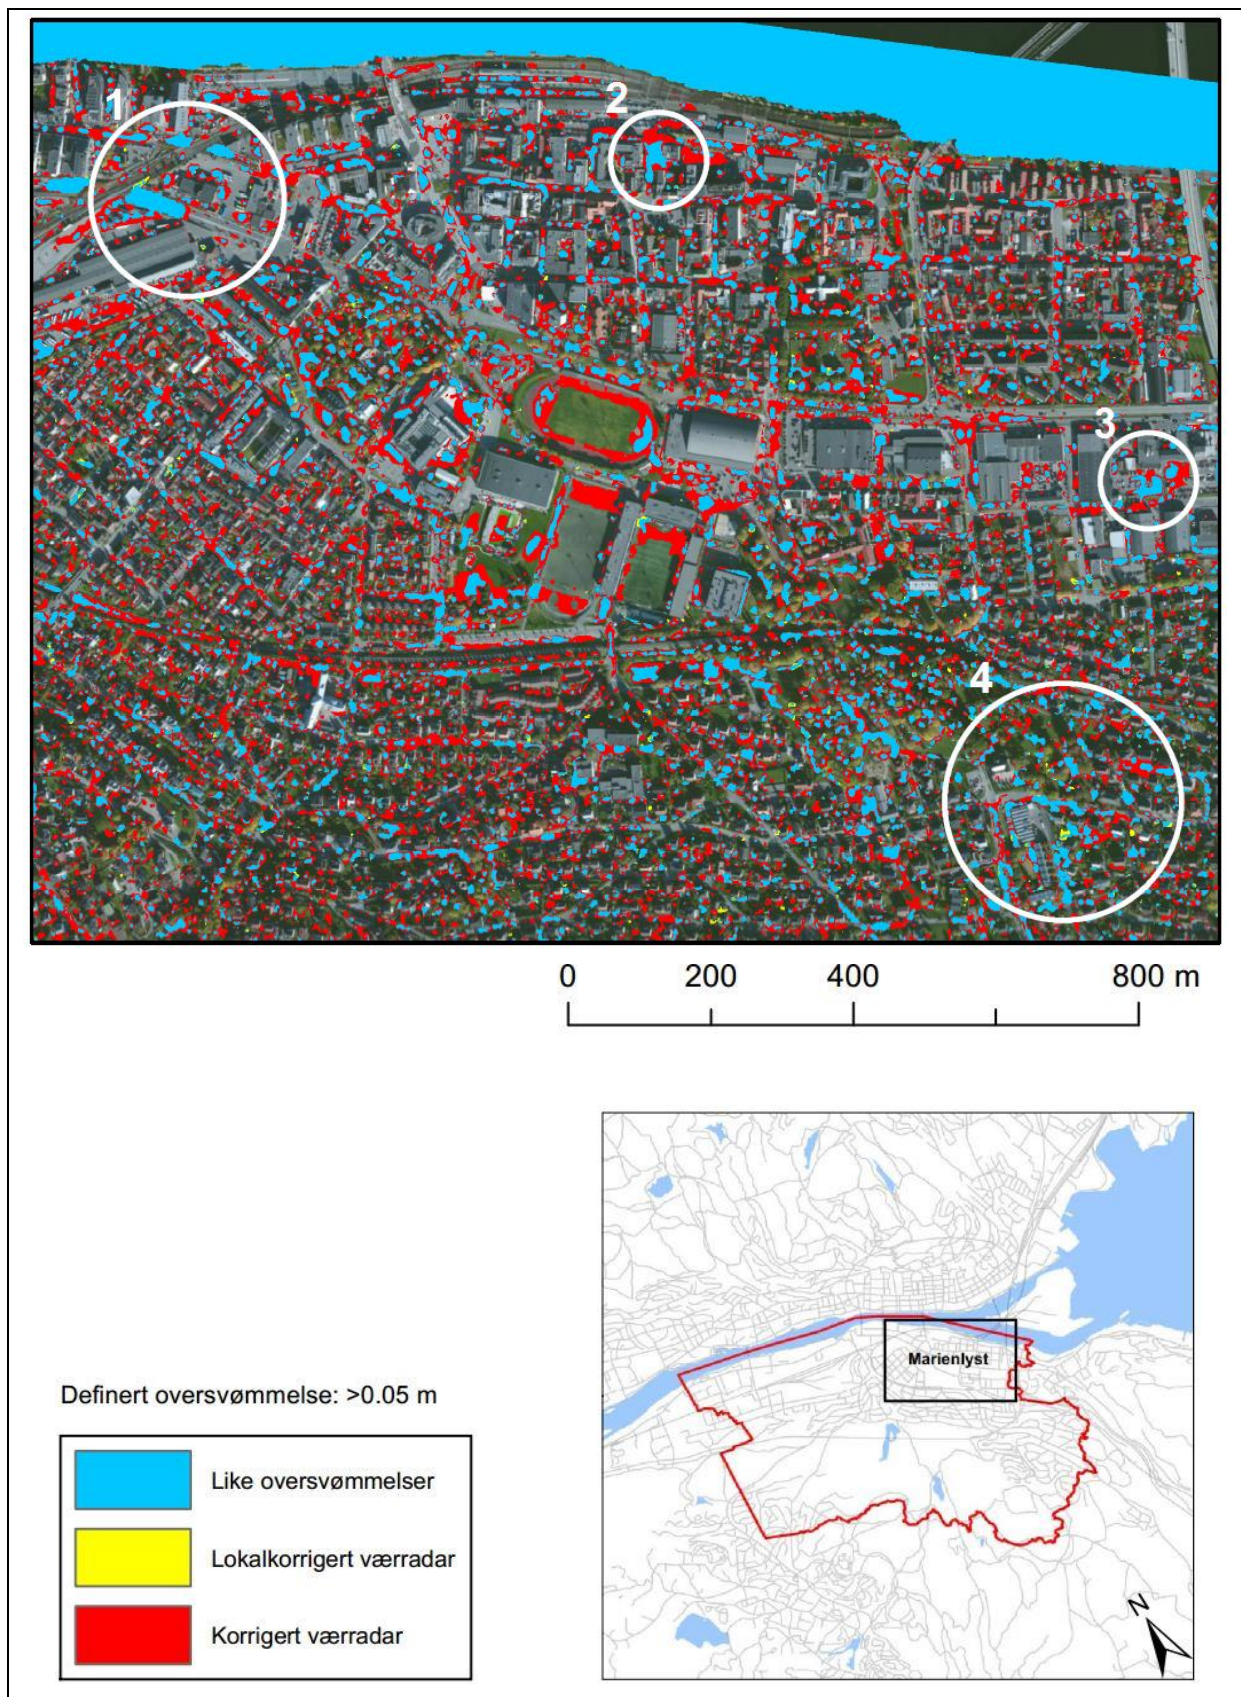 1
2
3
4
0 200 400 800 m
Marienlyst
Definert oversvømmelse: >0.05 m
Like oversvømmelser
Lokalkorrigert værradar
Korrigert værradar
N